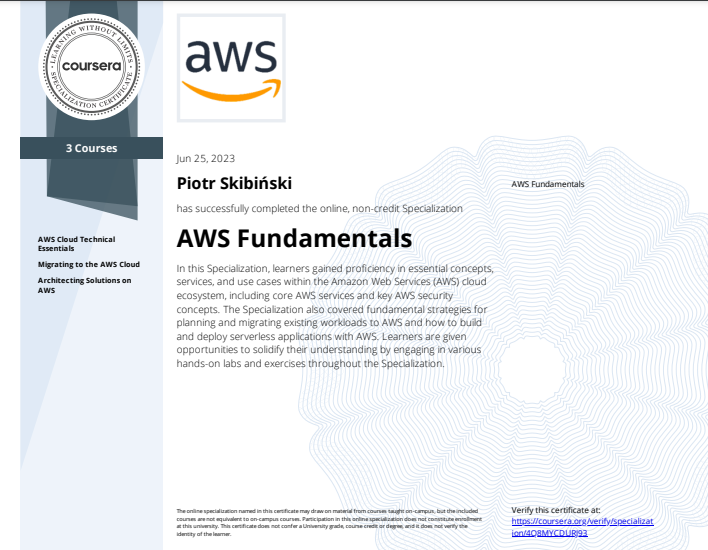 LEARNING WITHOUT LIMITS
coursera
SPECIALIZATION CERTIFICATE
3 Courses
AWS Cloud Technical
Essentials
Migrating to the AWS Cloud
Architecting Solutions on
AWS
aws
Jun 25, 2023
Piotr Skibiński
has successfully completed the online, non-credit Specialization
AWS Fundamentals
In this Specialization, learners gained proficiency in essential concepts,
services, and use cases within the Amazon Web Services (AWS) cloud
ecosystem, including core AWS services and key AWS security
concepts. The Specialization also covered fundamental strategies for
planning and migrating existing workloads to AWS and how to build
and deploy serverless applications with AWS. Learners are given
opportunities to solidify their understanding by engaging in various
hands-on labs and exercises throughout the Specialization.
AWS Fundamentals
The online specialization named in this certificate may draw on material from courses taught on-campus, but the included
courses are not equivalent to on-campus courses. Participation in this online specialization does not constitute enrollment
at this university. This certificate does not confer a University grade, course credit or degree, and it does not verify the
identity of the learner.
Verify this certificate at:
https://coursera.org/verify/specializat
ion/4Q8MYCDURJ93